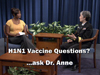 H1N1 Vaccine Questions?
...ask Dr. Anne